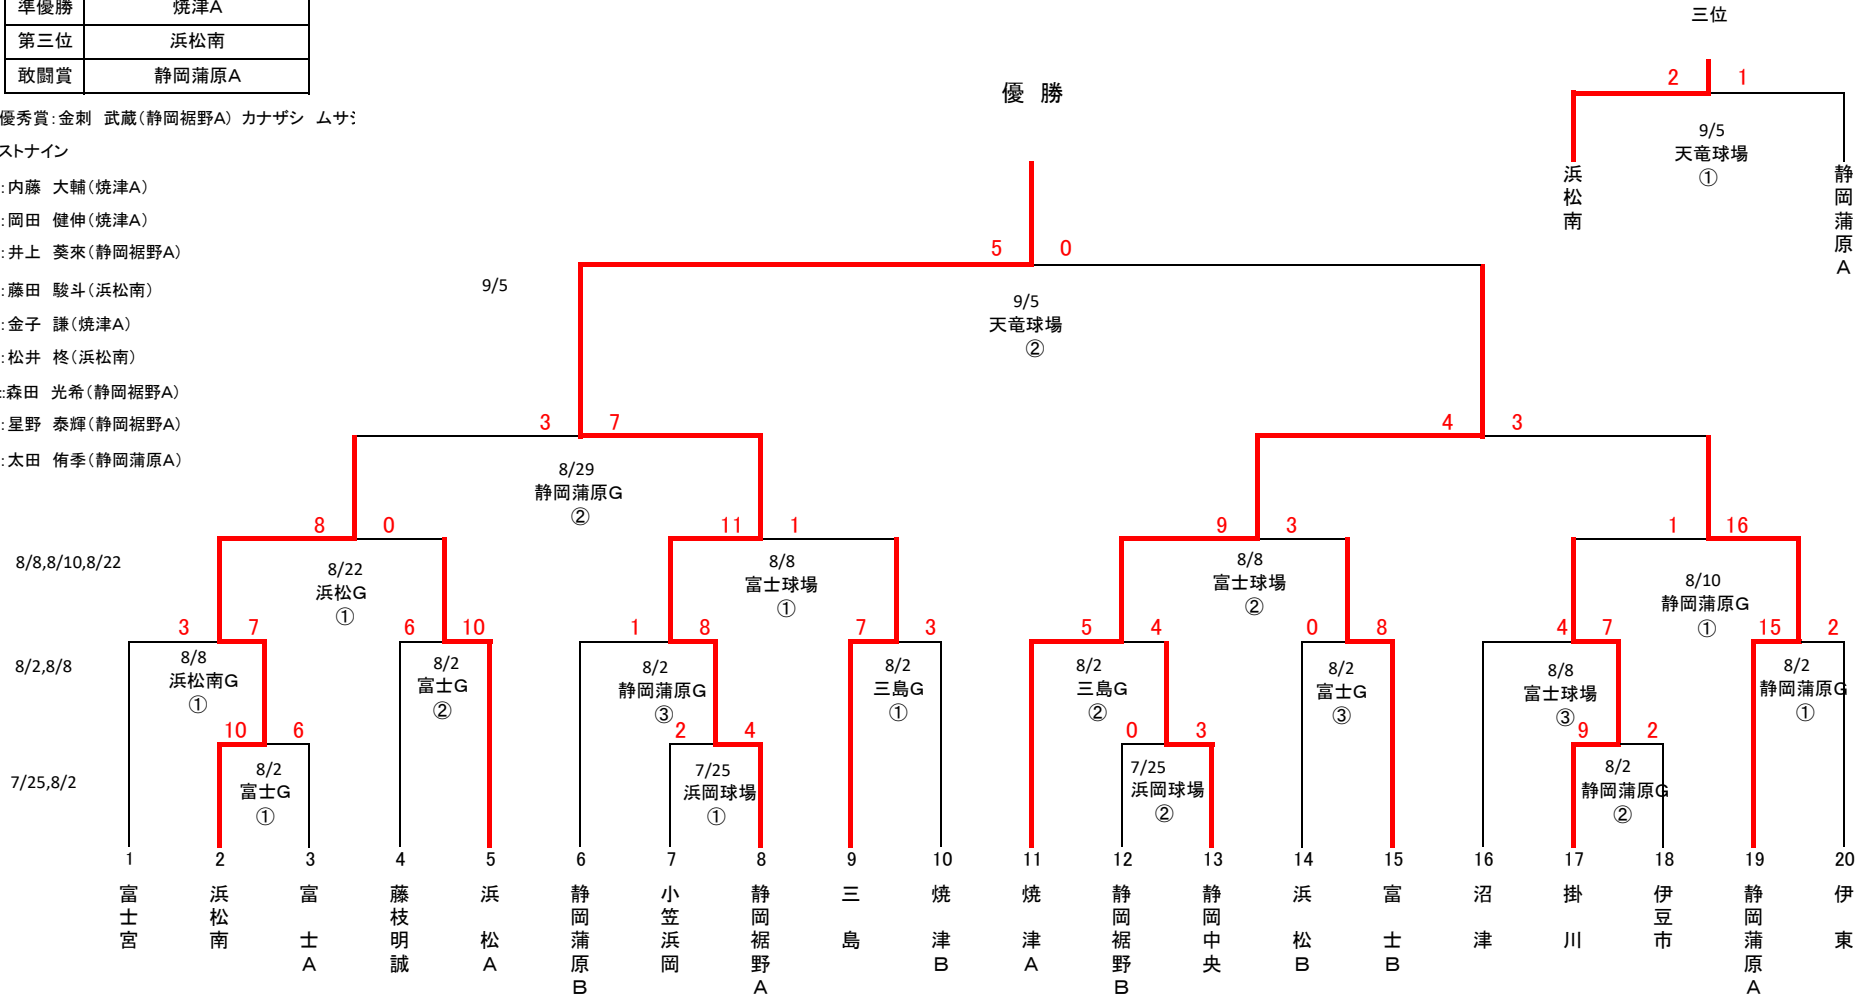 準優勝 焼津A
第三位 浜松南
敢闘賞 静岡蒲原A
優秀賞：金刺 武蔵（静岡裾野A） カナザシ ムサシ
ストナイン
：内藤 大輔（焼津A）
：岡田 健伸（焼津A）
：井上 葵來（静岡裾野A）
：藤田 駿斗（浜松南）
：金子 謙（焼津A）
：松井 柊（浜松南）
：森田 光希（静岡裾野A）
：星野 泰輝（静岡裾野A）
：太田 侑季（静岡蒲原A）
三位
2 1
9/5
天竜球場
①
浜松南
静岡蒲原A
優 勝
5 0
9/5
9/5
天竜球場
②
3 7
4 3
8/29
静岡蒲原G
②
8 0
11 1
9 3
1 16
8/8,8/10,8/22
8/22
浜松G
①
8/8
富士球場
①
8/8
富士球場
②
8/10
静岡蒲原G
①
3 7
6 10
1 8
7 3
5 4
0 8
4 7
15 2
8/2,8/8
8/8
浜松南G
①
8/2
富士G
②
8/2
静岡蒲原G
③
8/2
三島G
①
8/2
三島G
②
8/2
富士G
③
8/8
富士球場
③
8/2
静岡蒲原G
①
10 6
2 4
0 3
9 2
7/25,8/2
8/2
富士G
①
7/25
浜岡球場
①
7/25
浜岡球場
②
8/2
静岡蒲原G
②
1 2 3 4 5 6 7 8 9 10 11 12 13 14 15 16 17 18 19 20
富士宮
浜松南
富 士A
藤枝明誠
浜 松A
静岡蒲原B
小笠浜岡
静岡裾野A
三 島
焼 津B
焼 津A
静岡裾野B
静岡中央
浜 松B
富 士B
沼 津
掛 川
伊豆市
静岡蒲原A
伊 東